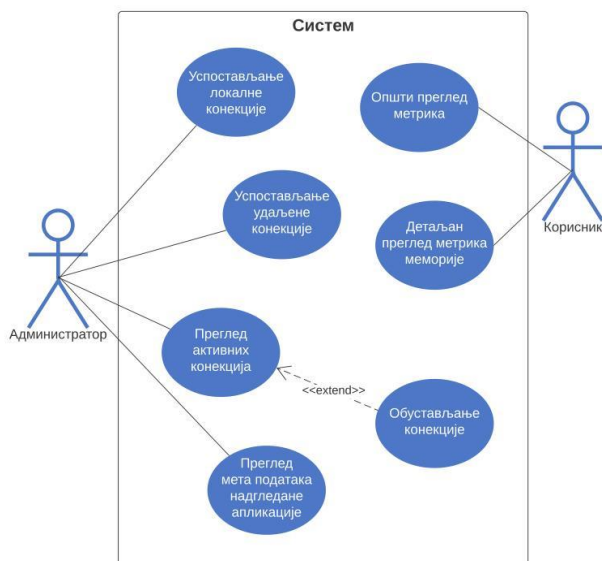 Систем
Успостављање
локалне
конекције
Општи преглед
метрика
Успостављање
удаљене
конекције
Детаљан
преглед метрика
меморије
Корисник
Администратор
Преглед
активних
конекција
<<extend>>
Обустављање
конекције
Преглед
мета података
надгледане
апликације